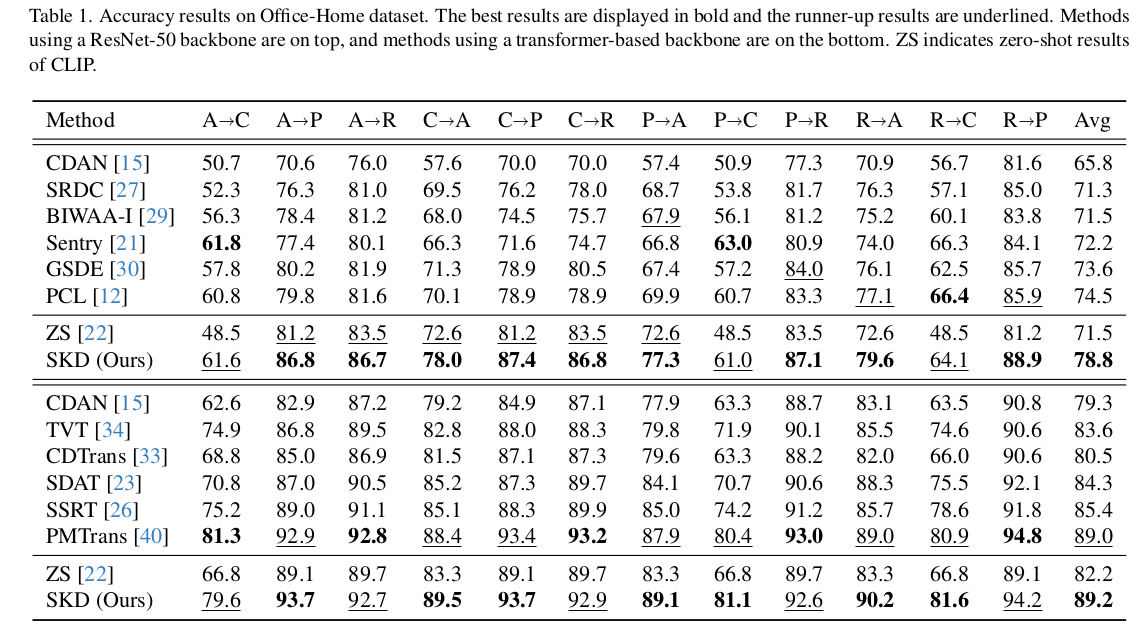 Table 1. Accuracy results on Office-Home dataset. The best results are displayed in bold and the runner-up results are underlined. Methods
using a ResNet-50 backbone are on top, and methods using a transformer-based backbone are on the bottom. ZS indicates zero-shot results
of CLIP.
Method A→C A→P A→R C→A C→P C→R P→A P→C P→R R→A R→C R→P Avg
CDAN [15] 50.7 70.6 76.0 57.6 70.0 70.0 57.4 50.9 77.3 70.9 56.7 81.6 65.8
SRDC [27] 52.3 76.3 81.0 69.5 76.2 78.0 68.7 53.8 81.7 76.3 57.1 85.0 71.3
BIWAA-I [29] 56.3 78.4 81.2 68.0 74.5 75.7 67.9 56.1 81.2 75.2 60.1 83.8 71.5
Sentry [21] 61.8 77.4 80.1 66.3 71.6 74.7 66.8 63.0 80.9 74.0 66.3 84.1 72.2
GSDE [30] 57.8 80.2 81.9 71.3 78.9 80.5 67.4 57.2 84.0 76.1 62.5 85.7 73.6
PCL [12] 60.8 79.8 81.6 70.1 78.9 78.9 69.9 60.7 83.3 77.1 66.4 85.9 74.5
ZS [22] 48.5 81.2 83.5 72.6 81.2 83.5 72.6 48.5 83.5 72.6 48.5 81.2 71.5
SKD (Ours) 61.6 86.8 86.7 78.0 87.4 86.8 77.3 61.0 87.1 79.6 64.1 88.9 78.8
CDAN [15] 62.6 82.9 87.2 79.2 84.9 87.1 77.9 63.3 88.7 83.1 63.5 90.8 79.3
TVT [34] 74.9 86.8 89.5 82.8 88.0 88.3 79.8 71.9 90.1 85.5 74.6 90.6 83.6
CDTrans [33] 68.8 85.0 86.9 81.5 87.1 87.3 79.6 63.3 88.2 82.0 66.0 90.6 80.5
SDAT [23] 70.8 87.0 90.5 85.2 87.3 89.7 84.1 70.7 90.6 88.3 75.5 92.1 84.3
SSRT [26] 75.2 89.0 91.1 85.1 88.3 89.9 85.0 74.2 91.2 85.7 78.6 91.8 85.4
PMTrans [40] 81.3 92.9 92.8 88.4 93.4 93.2 87.9 80.4 93.0 89.0 80.9 94.8 89.0
ZS [22] 66.8 89.1 89.7 83.3 89.1 89.7 83.3 66.8 89.7 83.3 66.8 89.1 82.2
SKD (Ours) 79.6 93.7 92.7 89.5 93.7 92.9 89.1 81.1 92.6 90.2 81.6 94.2 89.2